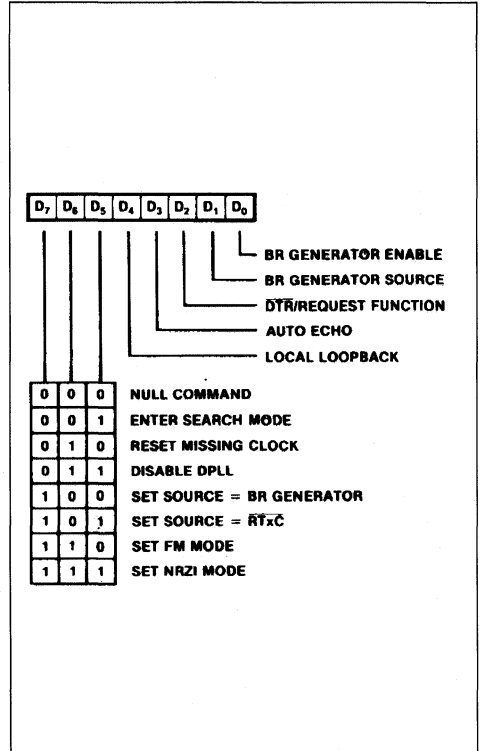 D7 D6 D5 D4 D3 D2 D1 D0
BR GENERATOR ENABLE
BR GENERATOR SOURCE
D̅T̅R̅/REQUEST FUNCTION
AUTO ECHO
LOCAL LOOPBACK
0 0 0 NULL COMMAND
0 0 1 ENTER SEARCH MODE
0 1 0 RESET MISSING CLOCK
0 1 1 DISABLE DPLL
1 0 0 SET SOURCE = BR GENERATOR
1 0 1 SET SOURCE = R̅T̅x̅C̅
1 1 0 SET FM MODE
1 1 1 SET NRZI MODE